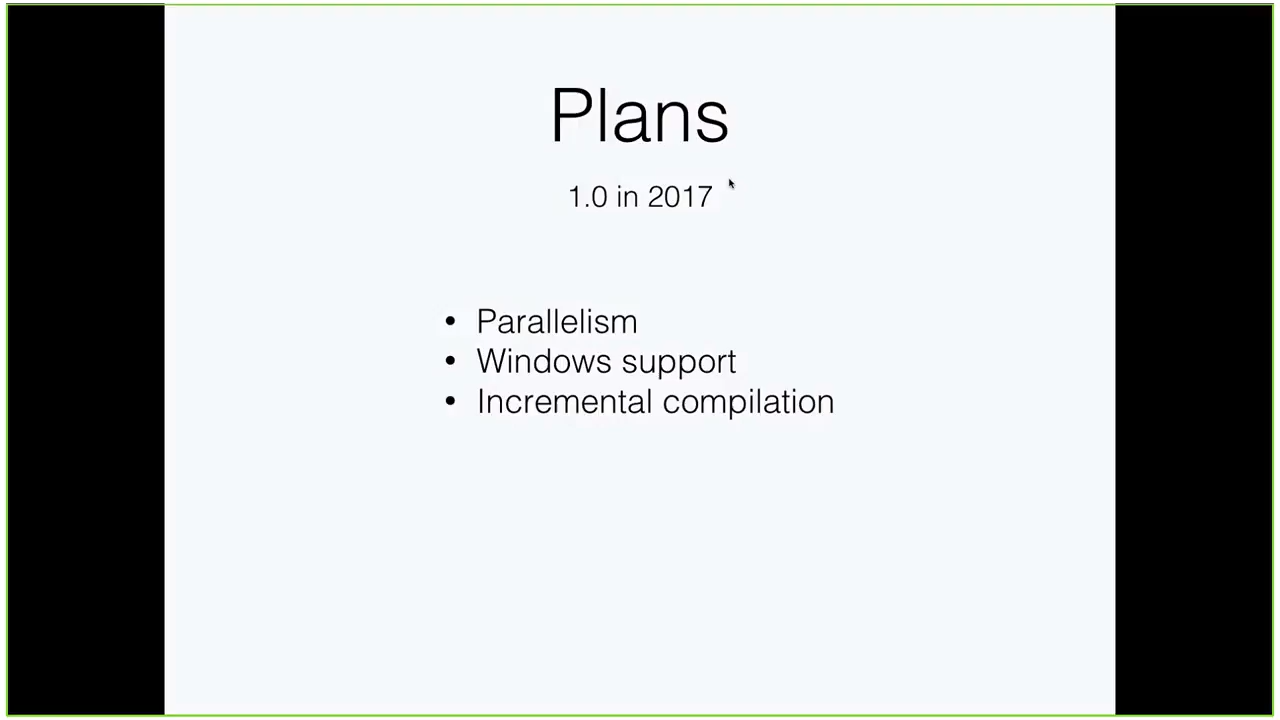 Plans
1.0 in 2017
• Parallelism
• Windows support
• Incremental compilation